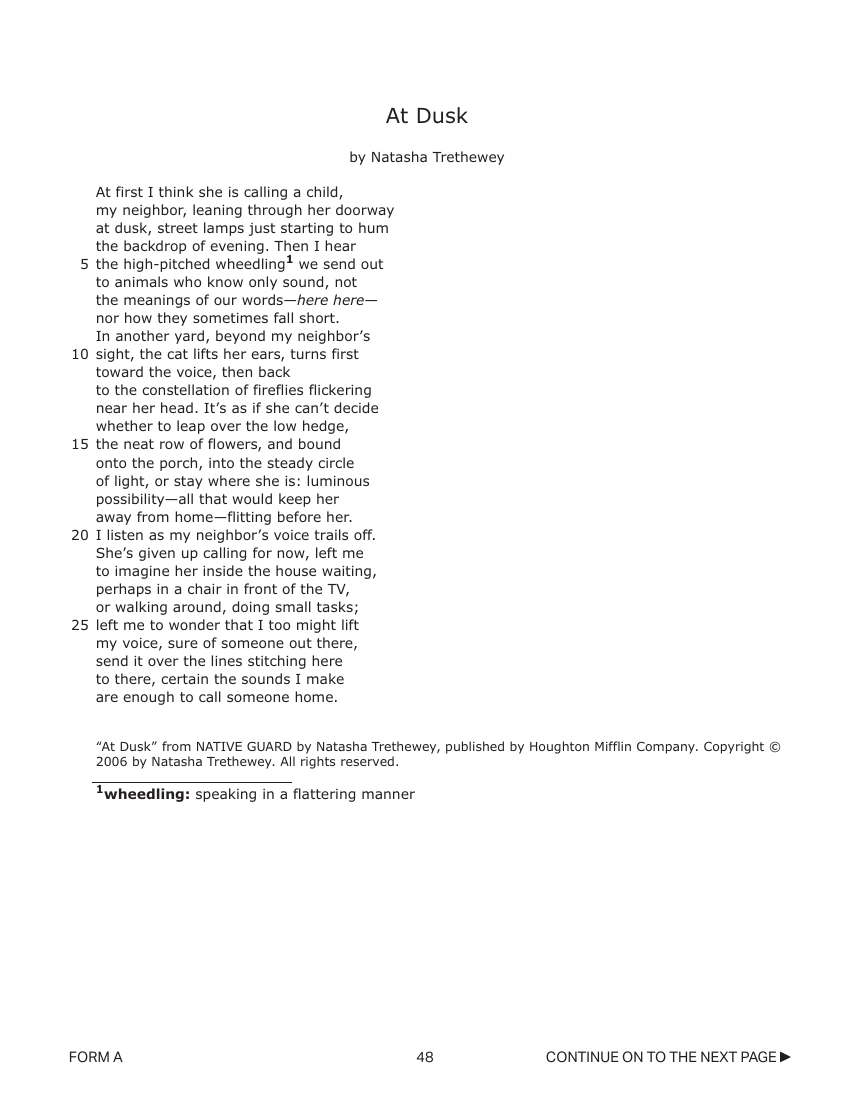 At Dusk
by Natasha Trethewey
At first I think she is calling a child,
my neighbor, leaning through her doorway
at dusk, street lamps just starting to hum
the backdrop of evening. Then I hear
5 the high-pitched wheedling1 we send out
to animals who know only sound, not
the meanings of our words—here here—
nor how they sometimes fall short.
In another yard, beyond my neighbor’s
10 sight, the cat lifts her ears, turns first
toward the voice, then back
to the constellation of fireflies flickering
near her head. It’s as if she can’t decide
whether to leap over the low hedge,
15 the neat row of flowers, and bound
onto the porch, into the steady circle
of light, or stay where she is: luminous
possibility—all that would keep her
away from home—flitting before her.
20 I listen as my neighbor’s voice trails off.
She’s given up calling for now, left me
to imagine her inside the house waiting,
perhaps in a chair in front of the TV,
or walking around, doing small tasks;
25 left me to wonder that I too might lift
my voice, sure of someone out there,
send it over the lines stitching here
to there, certain the sounds I make
are enough to call someone home.
“At Dusk” from NATIVE GUARD by Natasha Trethewey, published by Houghton Mifflin Company. Copyright ©
2006 by Natasha Trethewey. All rights reserved.
1wheedling: speaking in a flattering manner
FORM A 48 CONTINUE ON TO THE NEXT PAGE ▶